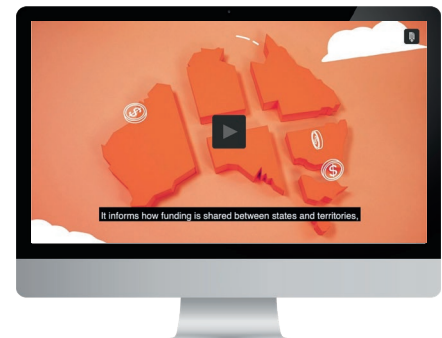 It informs how funding is shared between states and territories,